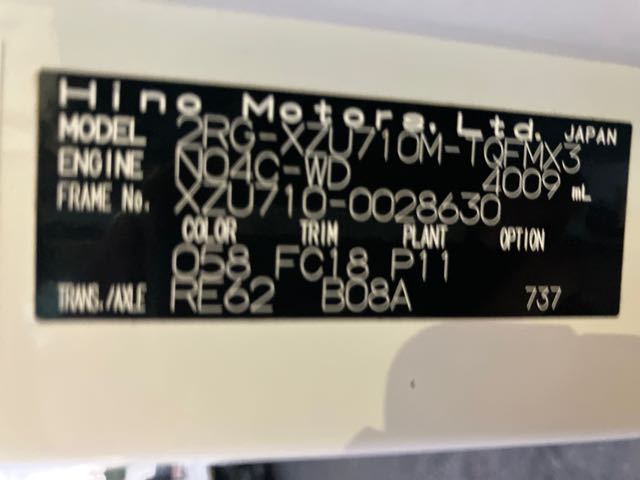 Hino Motors, Ltd. JAPAN
MODEL 2RG-XZU710M-TQFMX3
ENGINE N04C-WD 4009 mL
FRAME No. XZU710-0028630
COLOR TRIM PLANT OPTION
058 FC18 P11
TRANS./AXLE RE62 B08A 737